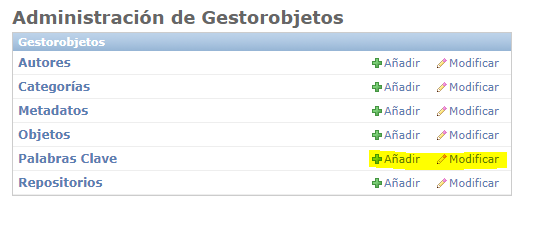 Administración de Gestorobjetos
Gestorobjetos
Autores Añadir Modificar
Categorías Añadir Modificar
Metadatos Añadir Modificar
Objetos Añadir Modificar
Palabras Clave Añadir Modificar
Repositorios Añadir Modificar